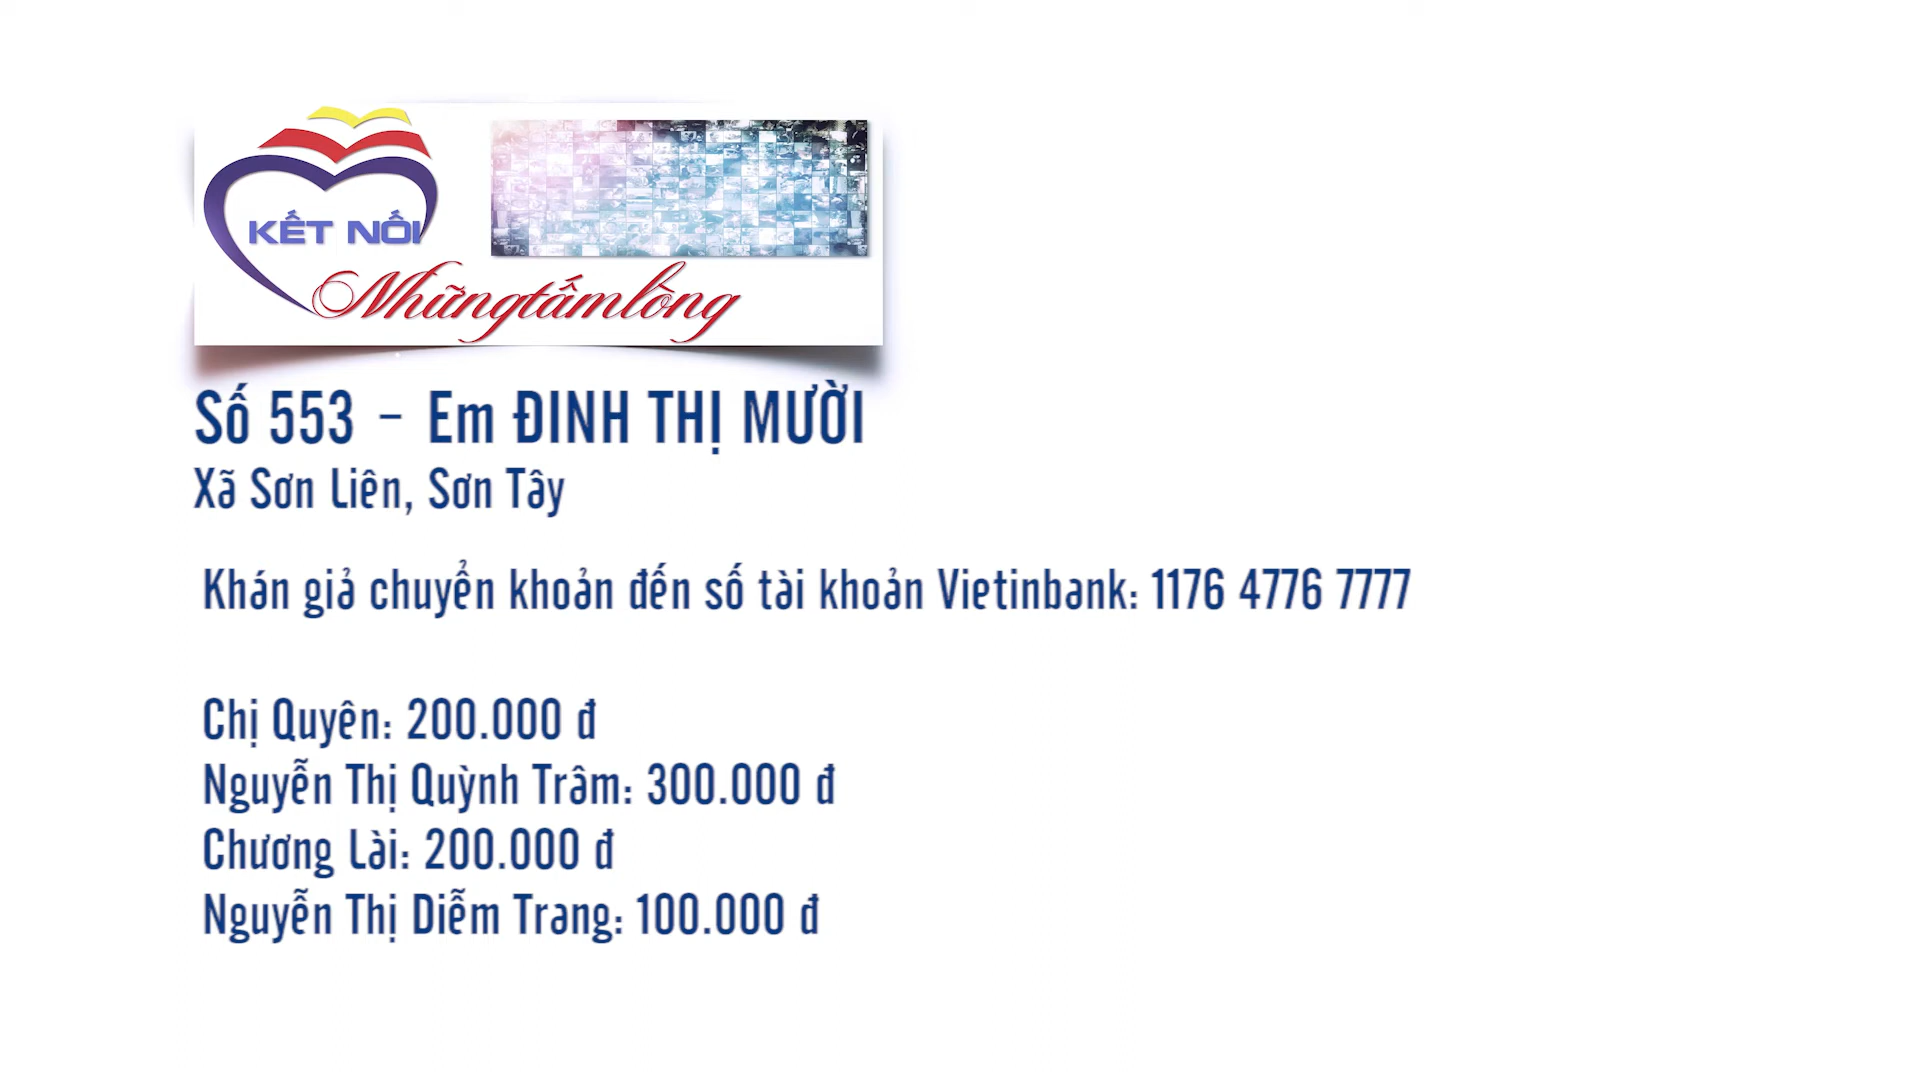 KẾT NỐI
Nhữngtấmlòng
Số 553 - Em ĐINH THỊ MƯỜI
Xã Sơn Liên, Sơn Tây
Khán giả chuyển khoản đến số tài khoản Vietinbank: 1176 4776 7777
Chị Quyên: 200.000 đ
Nguyễn Thị Quỳnh Trâm: 300.000 đ
Chương Lài: 200.000 đ
Nguyễn Thị Diễm Trang: 100.000 đ